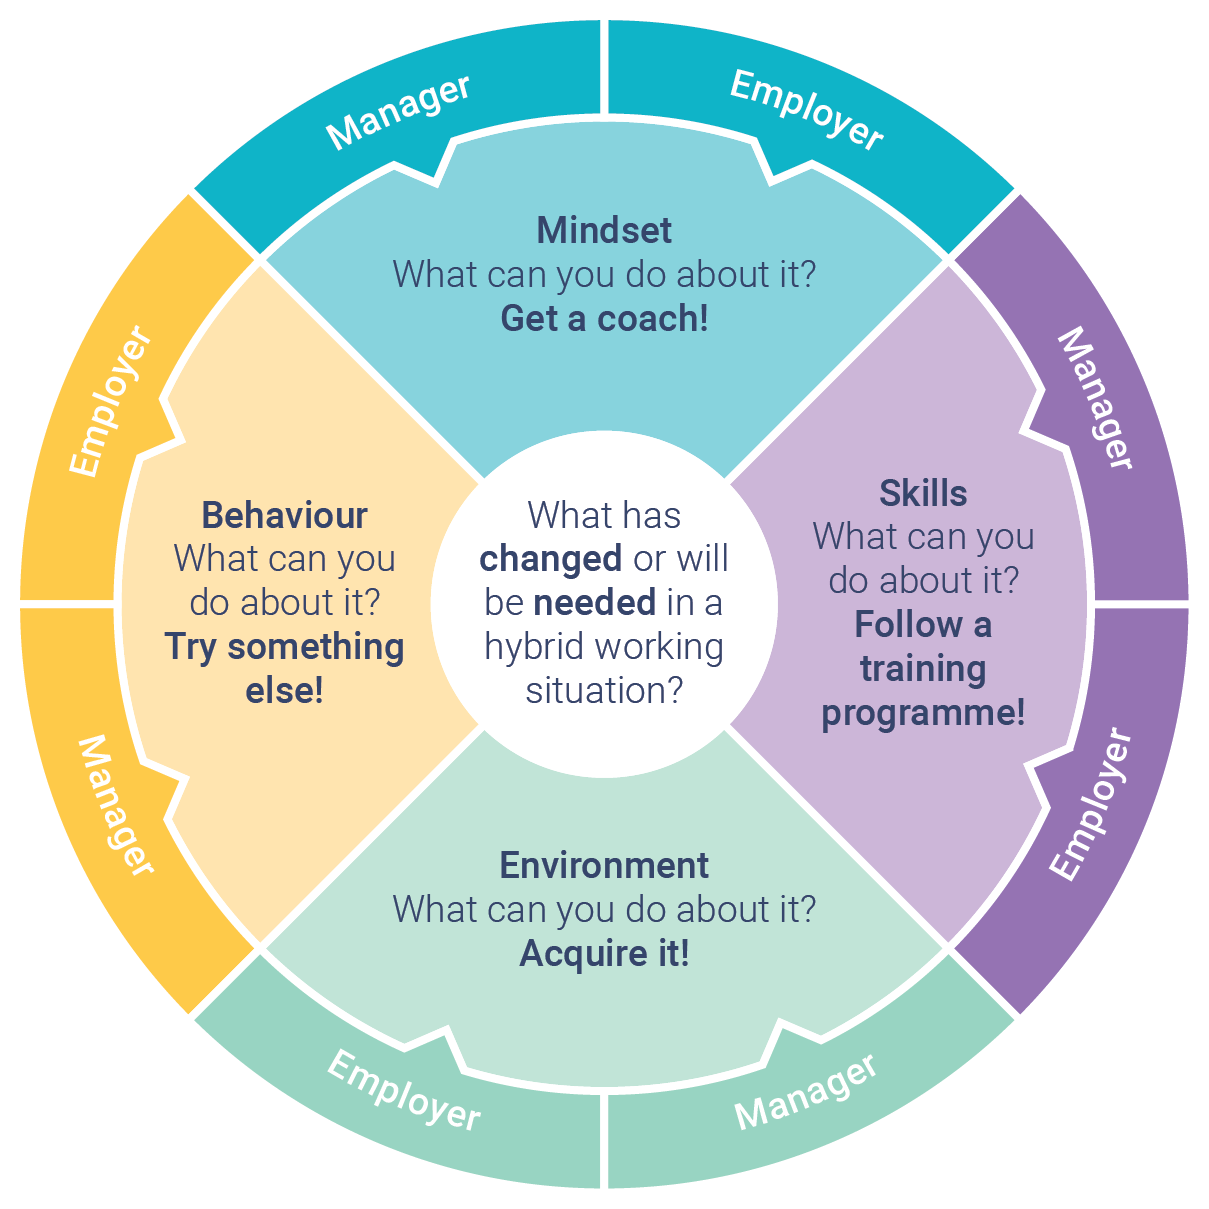 Manager
Employer
Mindset
What can you do about it?
Get a coach!
Manager
Skills
What can you
do about it?
Follow a
training
programme!
Employer
Environment
What can you do about it?
Acquire it!
Manager
Employer
Behaviour
What can you
do about it?
Try something
else!
Manager
Employer
What has
changed or will
be needed in a
hybrid working
situation?